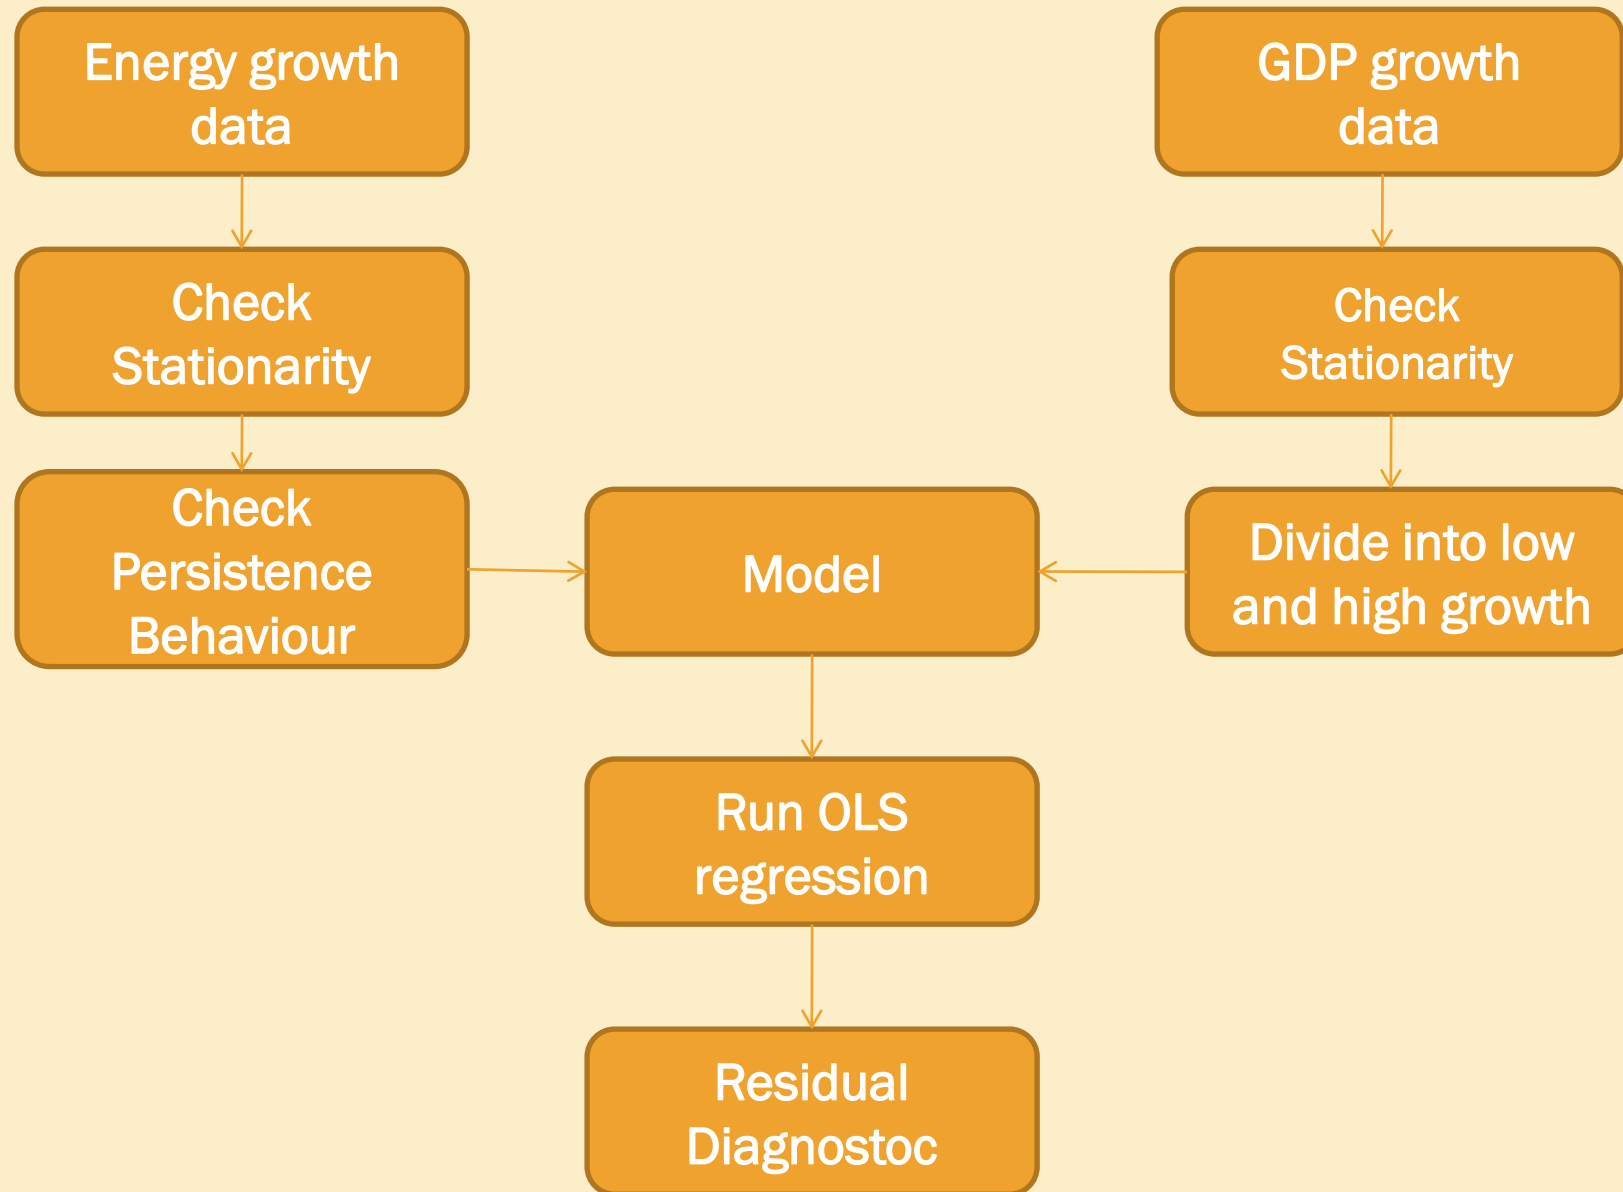 Energy growth
data
GDP growth
data
Check
Stationarity
Check
Stationarity
Check
Persistence
Behaviour
Model
Divide into low
and high growth
Run OLS
regression
Residual
Diagnostoc